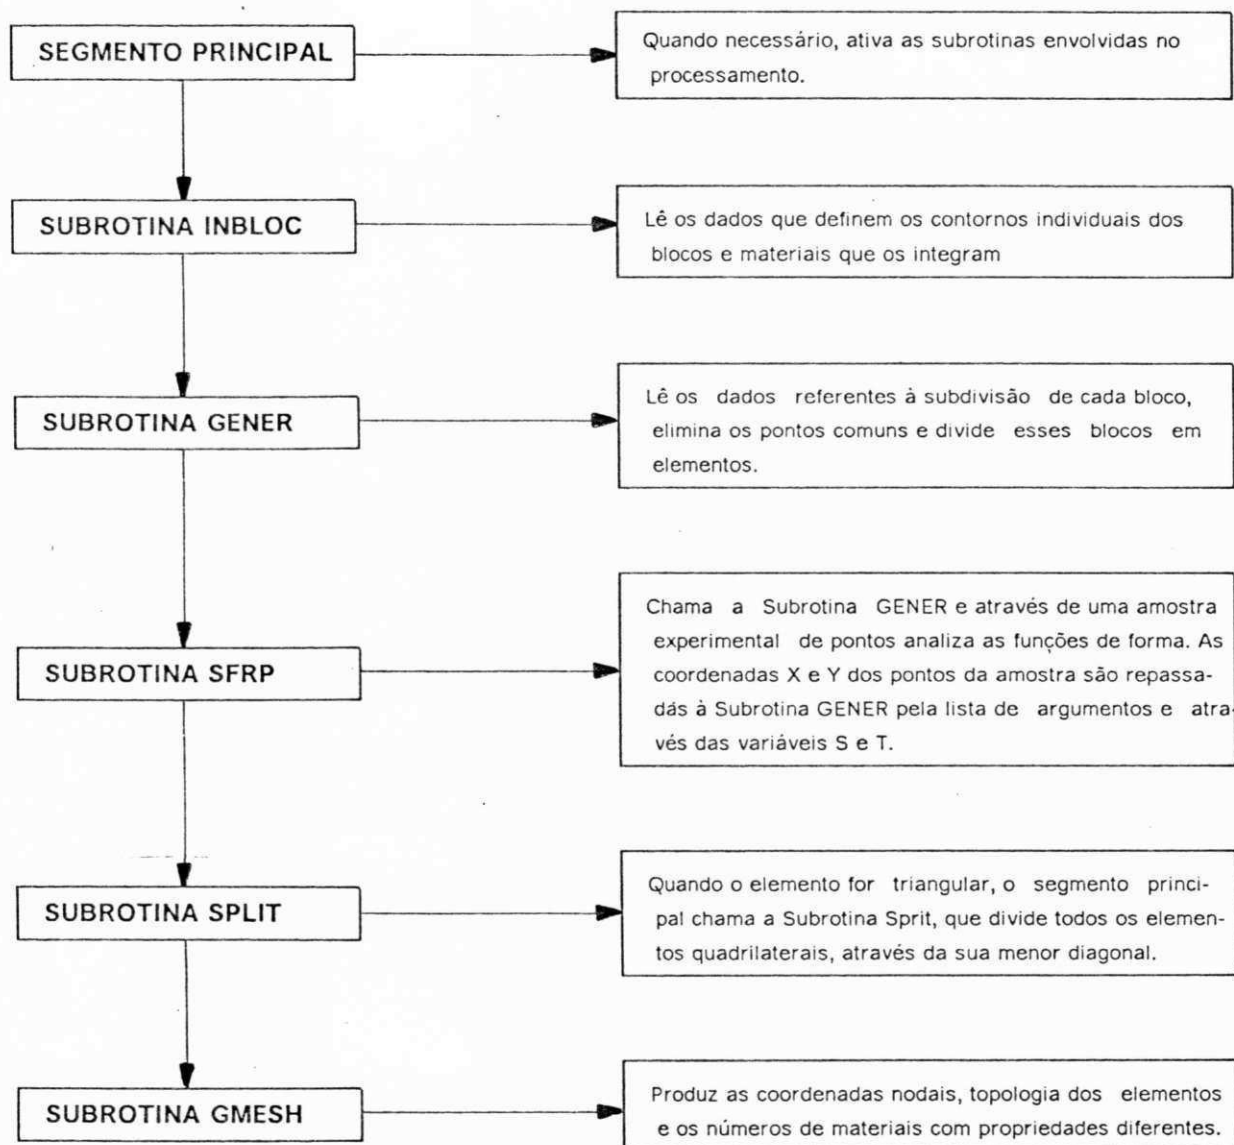 SEGMENTO PRINCIPAL
Quando necessário, ativa as subrotinas envolvidas no
processamento.
SUBROTINA INBLOC
Lê os dados que definem os contornos individuais dos
blocos e materiais que os integram
SUBROTINA GENER
Lê os dados referentes à subdivisão de cada bloco,
elimina os pontos comuns e divide esses blocos em
elementos.
SUBROTINA SFRP
Chama a Subrotina GENER e através de uma amostra
experimental de pontos analiza as funções de forma. As
coordenadas X e Y dos pontos da amostra são repassa-
dás à Subrotina GENER pela lista de argumentos e atra-
vés das variáveis S e T.
SUBROTINA SPLIT
Quando o elemento for triangular, o segmento princi-
pal chama a Subrotina Sprit, que divide todos os elemen-
tos quadrilaterais, através da sua menor diagonal.
SUBROTINA GMESH
Produz as coordenadas nodais, topologia dos elementos
e os números de materiais com propriedades diferentes.